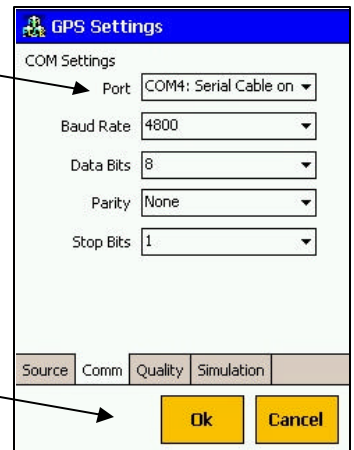 GPS Settings
COM Settings
Port COM4: Serial Cable on
Baud Rate 4800
Data Bits 8
Parity None
Stop Bits 1
Source Comm Quality Simulation
Ok Cancel